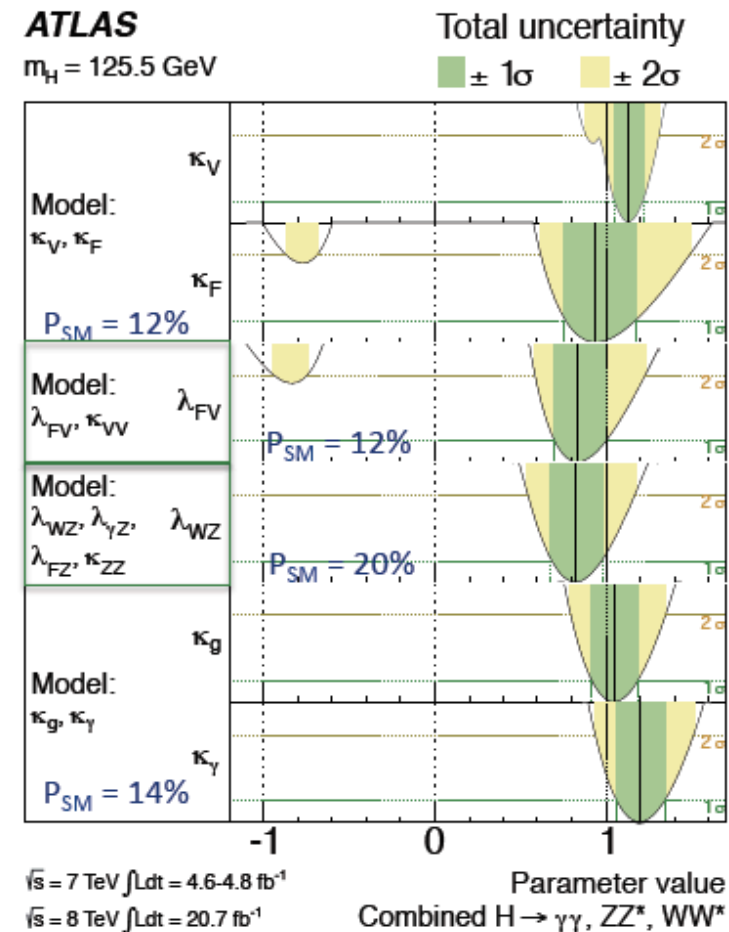 ATLAS
Total uncertainty
m_H = 125.5 GeV
± 1σ ± 2σ
κ_V
2σ
1σ
Model:
κ_V, κ_F
κ_F
2σ
1σ
P_SM = 12%
Model:
λ_FV, κ_VV
λ_FV
2σ
1σ
P_SM = 12%
Model:
λ_WZ, λ_γZ,
λ_FZ, κ_ZZ
λ_WZ
2σ
1σ
P_SM = 20%
κ_g
2σ
1σ
Model:
κ_g, κ_γ
κ_γ
2σ
1σ
P_SM = 14%
-1 0 1
√s = 7 TeV ∫Ldt = 4.6-4.8 fb⁻¹
Parameter value
√s = 8 TeV ∫Ldt = 20.7 fb⁻¹
Combined H → γγ, ZZ*, WW*